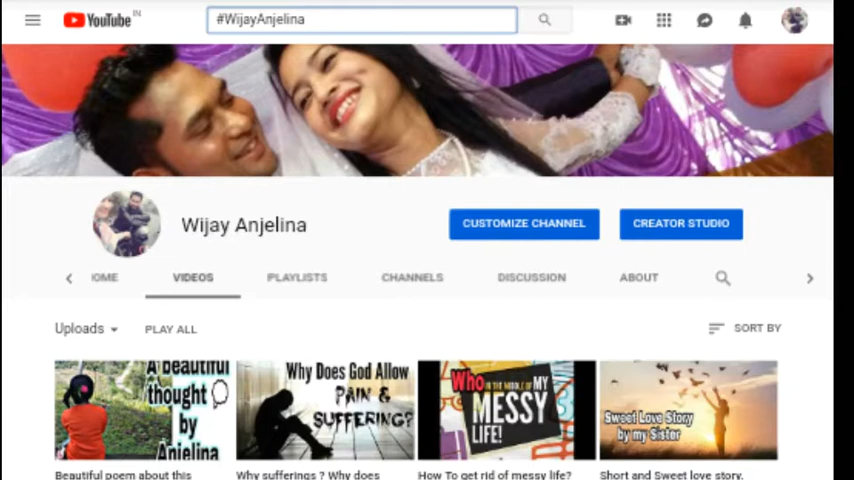 YouTube IN
#WijayAnjelina
Wijay Anjelina
CUSTOMIZE CHANNEL
CREATOR STUDIO
OME
VIDEOS
PLAYLISTS
CHANNELS
DISCUSSION
ABOUT
Uploads
PLAY ALL
SORT BY
A beautiful
thought
by
Anjelina
Why Does God Allow
PAIN &
SUFFERING?
Who IN THE MIDDLE OF MY
MESSY
LIFE!
Sweet Love Story
by my Sister
Beautiful poem about this
Why sufferings ? Why does
How To get rid of messy life?
Short and Sweet love story.